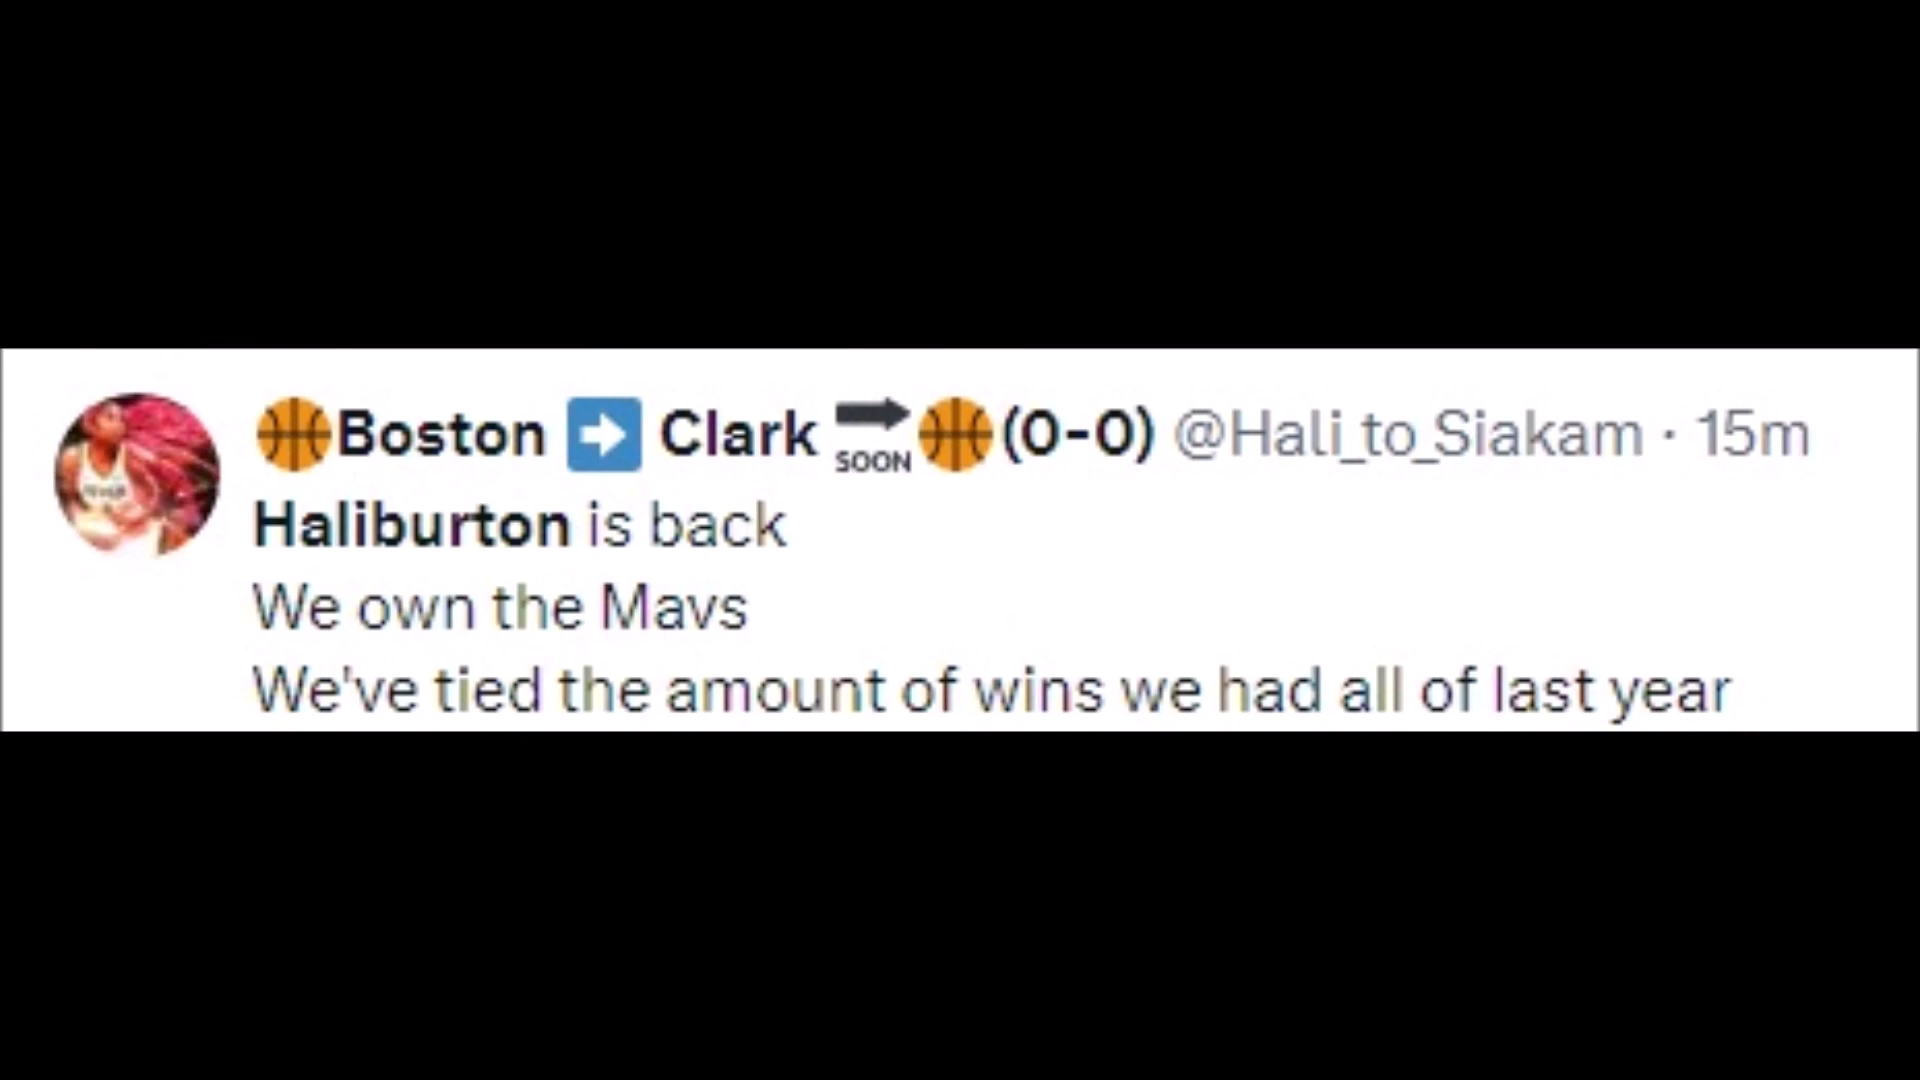 🏀Boston ➡️ Clark 🔜🏀(0-0) @Hali_to_Siakam · 15m
Haliburton is back
We own the Mavs
We've tied the amount of wins we had all of last year